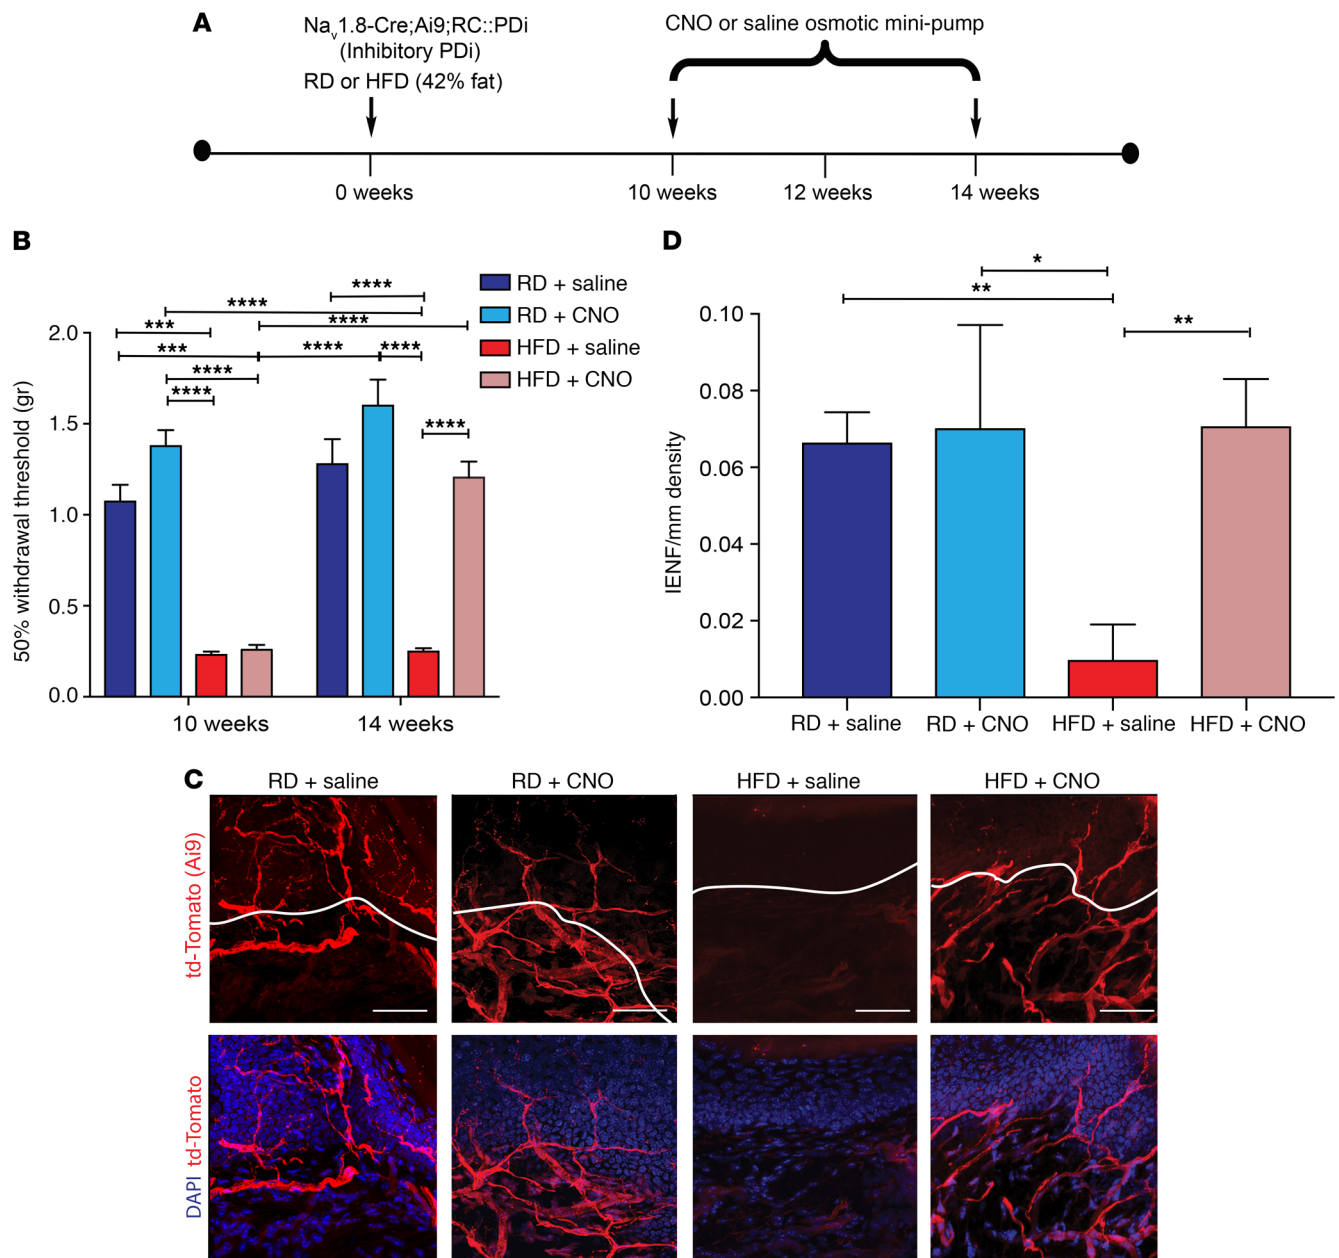 A
Na_v1.8-Cre;Ai9;RC::PDi
(Inhibitory PDi)
RD or HFD (42% fat)
CNO or saline osmotic mini-pump
0 weeks
10 weeks
12 weeks
14 weeks
B
50% withdrawal threshold (gr)
2.0
1.5
1.0
0.5
0.0
****
****
****
***
***
****
****
****
****
****
10 weeks
14 weeks
RD + saline
RD + CNO
HFD + saline
HFD + CNO
D
IENF/mm density
0.10
0.08
0.06
0.04
0.02
0.00
*
**
**
RD + saline
RD + CNO
HFD + saline
HFD + CNO
C
RD + saline
RD + CNO
HFD + saline
HFD + CNO
td-Tomato (Ai9)
DAPI td-Tomato